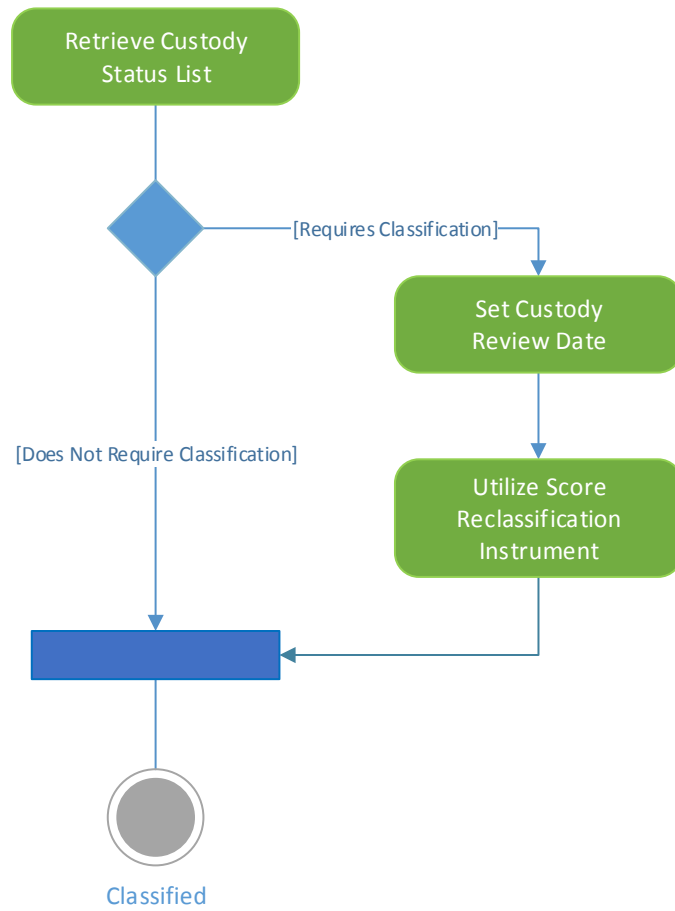 Retrieve Custody
Status List
[Requires Classification]
Set Custody
Review Date
[Does Not Require Classification]
Utilize Score
Reclassification
Instrument
Classified